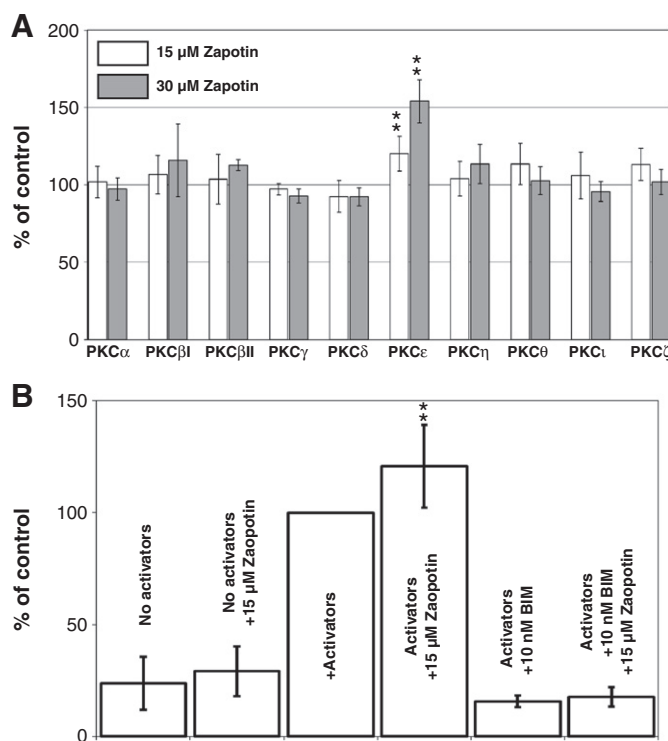 A
200
15 μM Zapotin
30 μM Zapotin
**
**
150
100
50
0
% of control
PKCα PKCβI PKCβII PKCγ PKCδ PKCε PKCη PKCθ PKCι PKCζ
B
150
**
100
50
0
% of control
No activators
No activators
+15 μM Zaopotin
+Activators
Activators
+15 μM Zaopotin
Activators
+10 nM BIM
Activators
+10 nM BIM
+15 μM Zaopotin